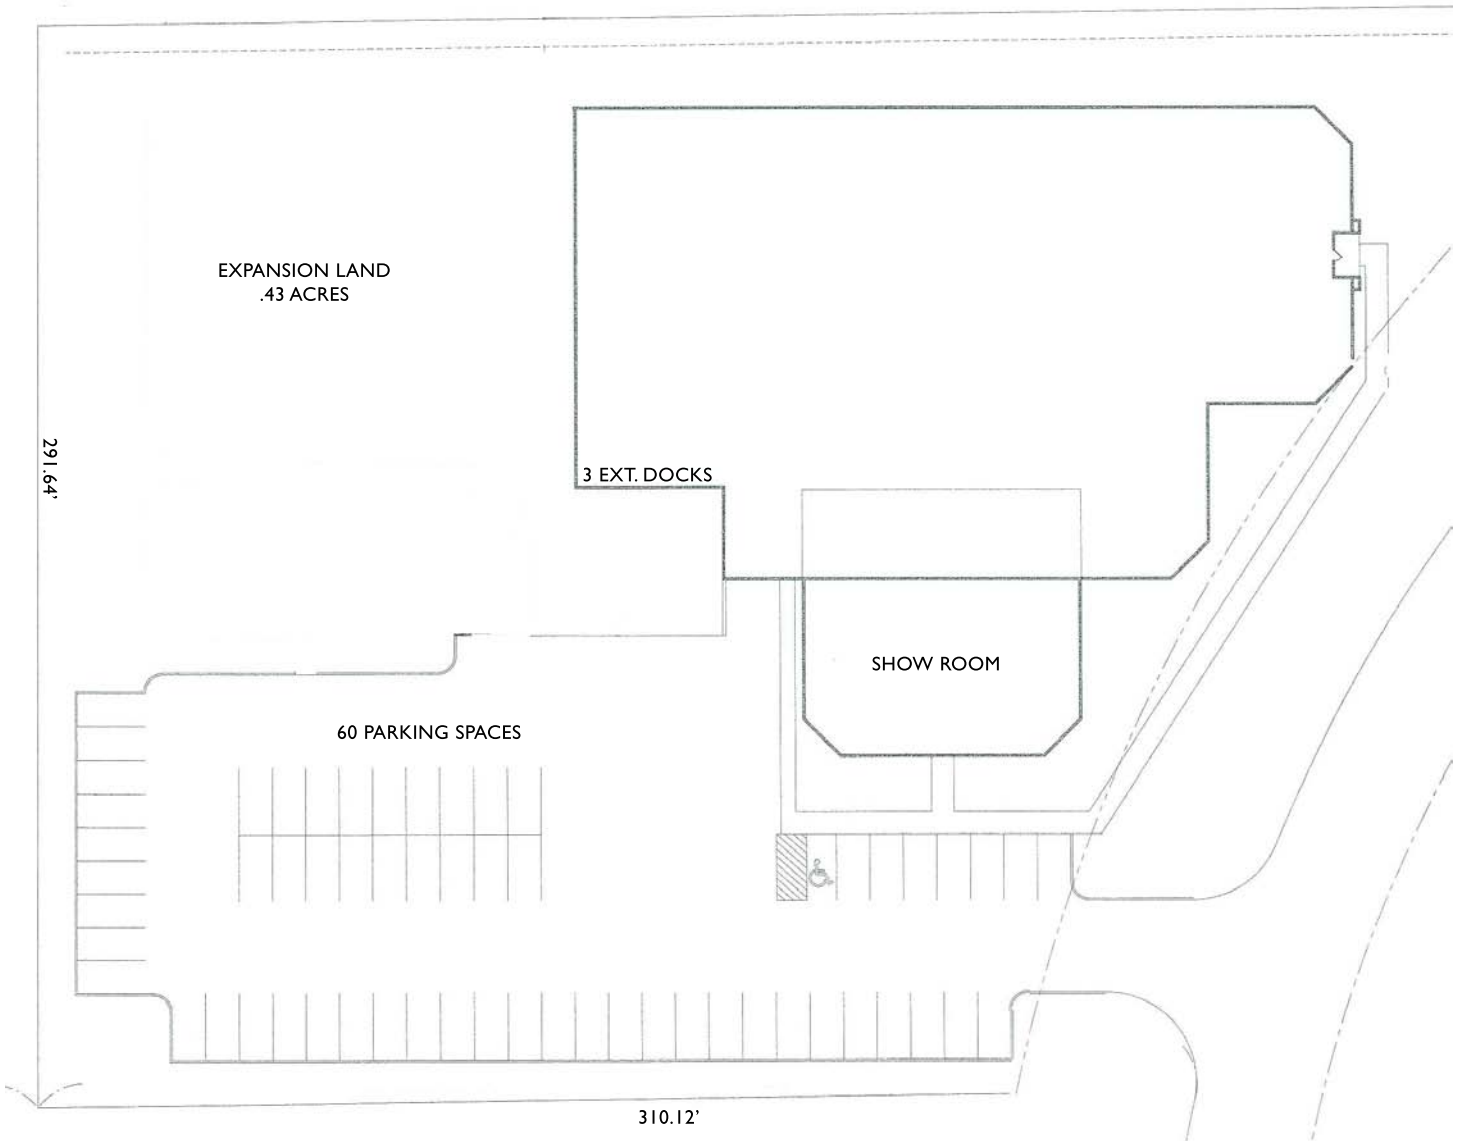 EXPANSION LAND
.43 ACRES
291.64'
3 EXT. DOCKS
SHOW ROOM
60 PARKING SPACES
310.12'